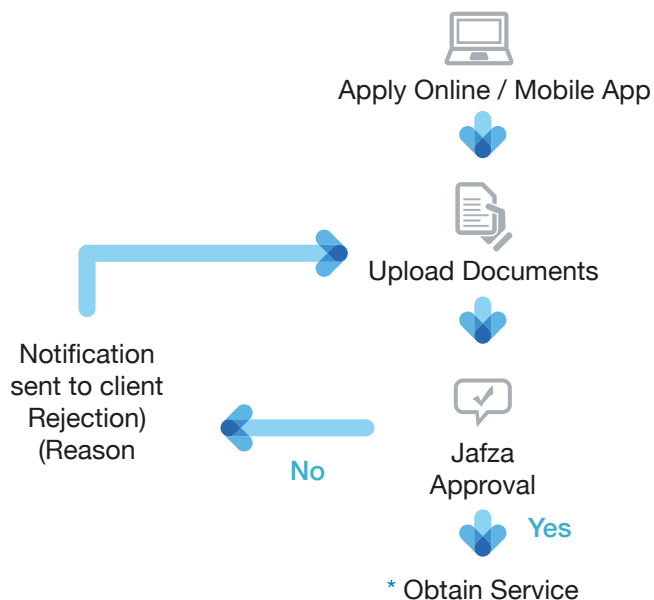 Apply Online / Mobile App
Upload Documents
Notification
sent to client
Rejection)
(Reason
No
Jafza
Approval
Yes
* Obtain Service